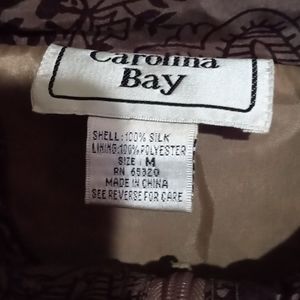 Carolina
Bay
SHELL: 100% SILK
LINING: 100% POLYESTER
SIZE: M
RN 65320
MADE IN CHINA
SEE REVERSE FOR CARE